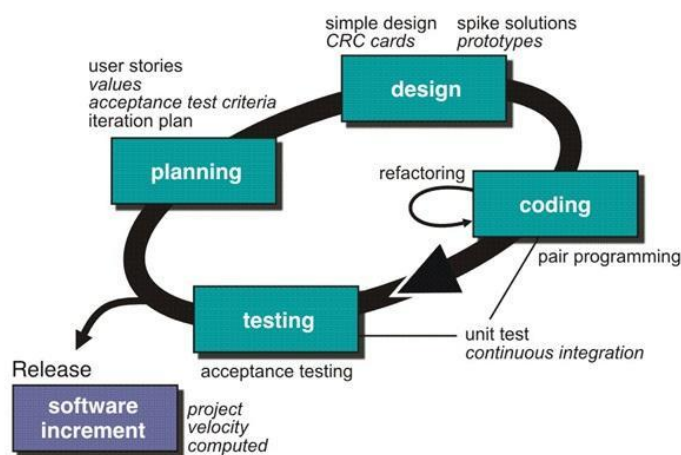 simple design
CRC cards
spike solutions
prototypes
user stories
values
acceptance test criteria
iteration plan
design
planning
refactoring
coding
pair programming
testing
unit test
continuous integration
acceptance testing
Release
software
increment
project
velocity
computed